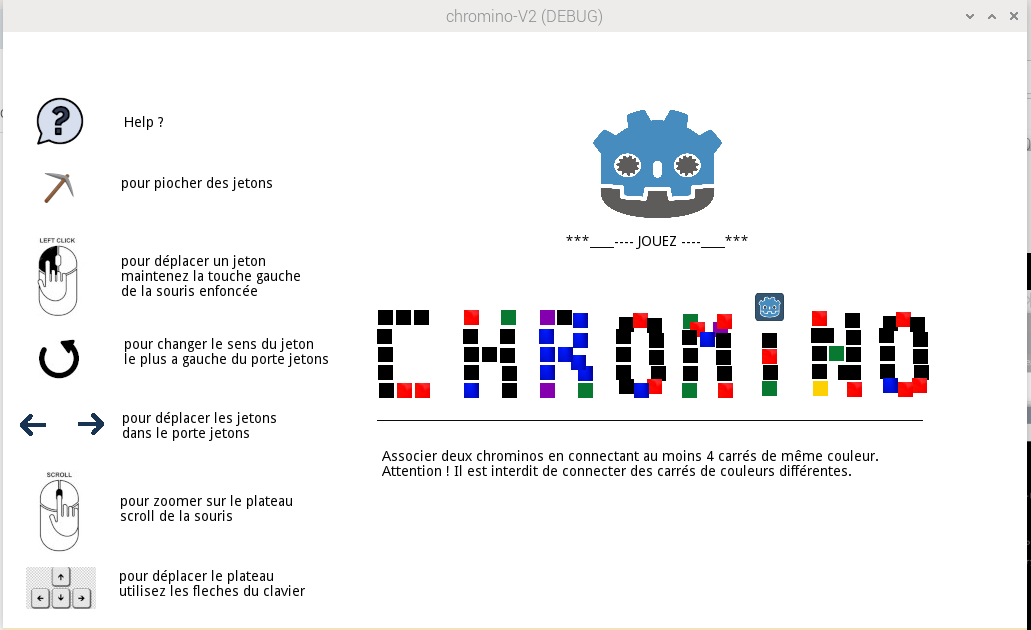 chromino-V2 (DEBUG)
Help ?
pour piocher des jetons
LEFT CLICK
pour déplacer un jeton
maintenez la touche gauche
de la souris enfoncée
pour changer le sens du jeton
le plus a gauche du porte jetons
pour déplacer les jetons
dans le porte jetons
SCROLL
pour zoomer sur le plateau
scroll de la souris
pour déplacer le plateau
utilisez les fleches du clavier
***___---- JOUEZ ----___***
CHROMINO
Associer deux chrominos en connectant au moins 4 carrés de même couleur.
Attention ! Il est interdit de connecter des carrés de couleurs différentes.